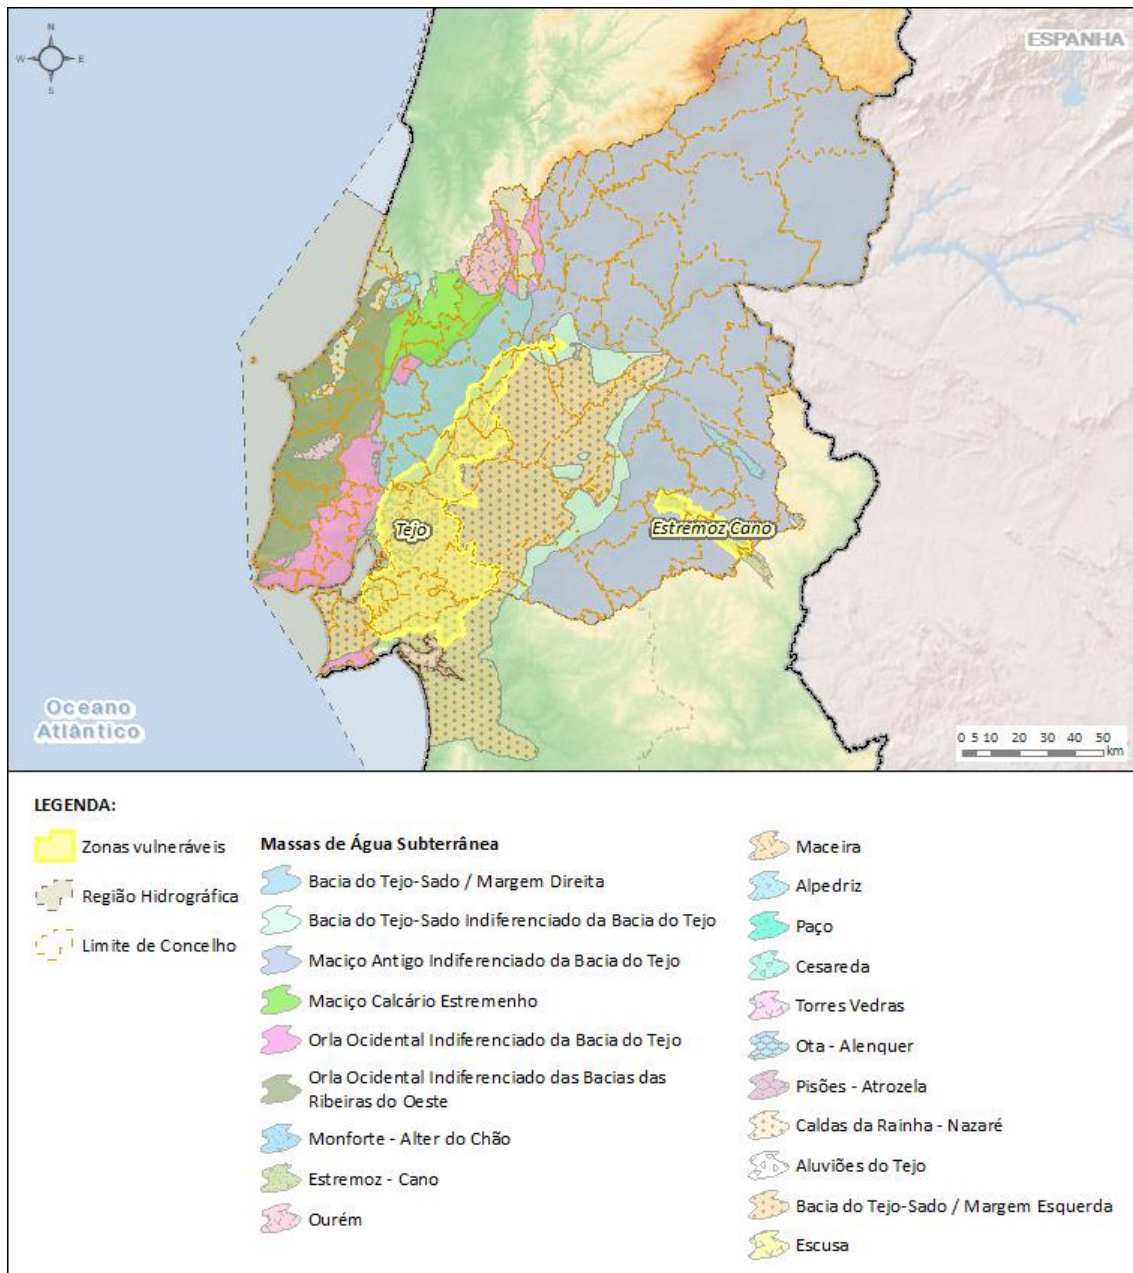 N
W E
S
ESPANHA
Tejo
Estremoz Cano
Oceano
Atlântico
0 5 10 20 30 40 50
km
LEGENDA:
Zonas vulneráveis
Região Hidrográfica
Limite de Concelho
Massas de Água Subterrânea
Bacia do Tejo-Sado / Margem Direita
Bacia do Tejo-Sado Indiferenciado da Bacia do Tejo
Maciço Antigo Indiferenciado da Bacia do Tejo
Maciço Calcário Estremenho
Orla Ocidental Indiferenciado da Bacia do Tejo
Orla Ocidental Indiferenciado das Bacias das
Ribeiras do Oeste
Monforte - Alter do Chão
Estremoz - Cano
Ourém
Maceira
Alpedriz
Paço
Cesareda
Torres Vedras
Ota - Alenquer
Pisões - Atrozela
Caldas da Rainha - Nazaré
Aluviões do Tejo
Bacia do Tejo-Sado / Margem Esquerda
Escusa